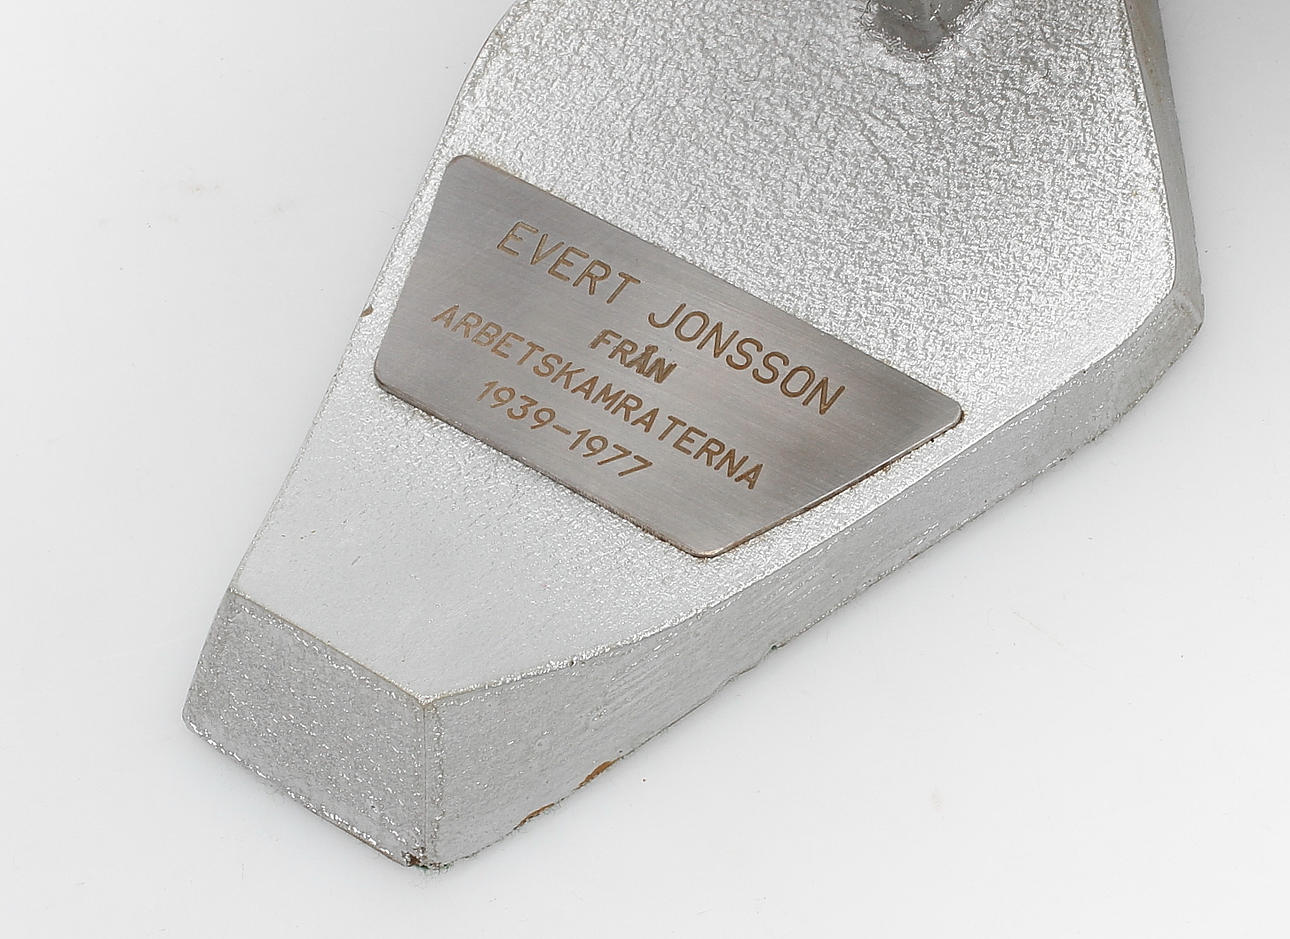 EVERT JONSSON
FRÅN
ARBETSKAMRATERNA
1939-1977